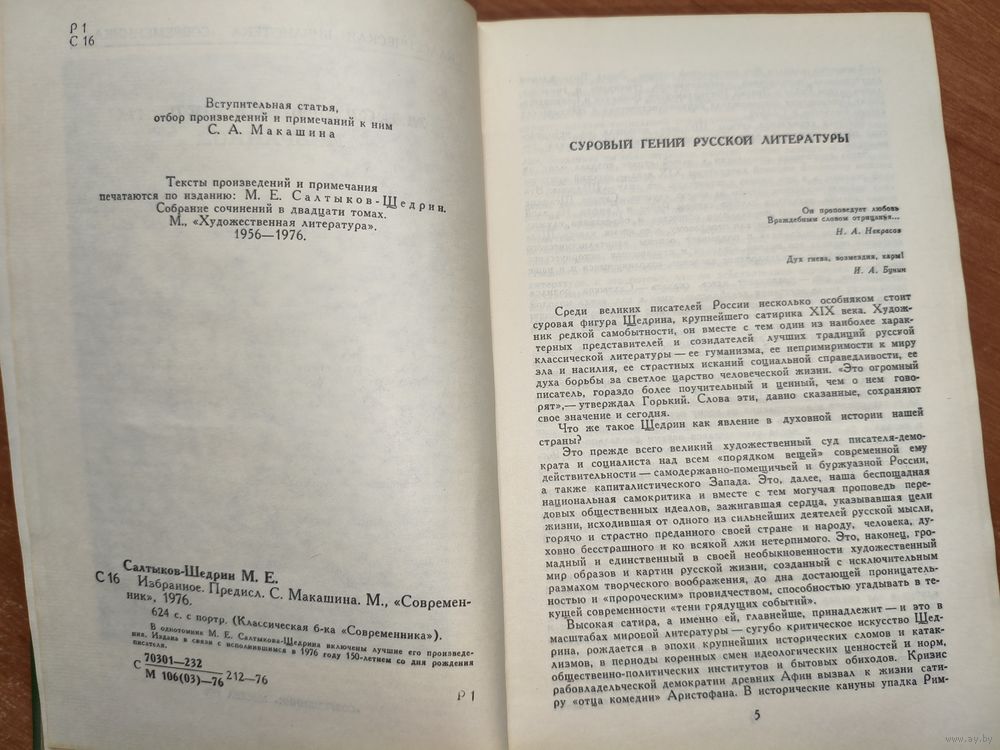 Р 1
С 16
Вступительная статья,
отбор произведений и примечаний к ним
С. А. Макашина
Тексты произведений и примечания
печатаются по изданию: М. Е. Салтыков-Щедрин.
Собрание сочинений в двадцати томах.
М., «Художественная литература».
1956—1976.
Салтыков-Щедрин М. Е.
С 16 Избранное. Предисл. С. Макашина. М., «Современ-
ник», 1976.
624 с. с портр. (Классическая б-ка «Современника»).
В однотомник М. Е. Салтыкова-Щедрина включены лучшие его произведе-
ния. Издана в связи с исполнившимся в 1976 году 150-летием со дня рождения
писателя.
С 70301—232
М 106(03)—76 212—76
Р 1
СУРОВЫЙ ГЕНИЙ РУССКОЙ ЛИТЕРАТУРЫ
Он проповедует любовь
Враждебным словом отрицанья...
Н. А. Некрасов
Дух гнева, возмездия, кары!
И. А. Бунин
Среди великих писателей России несколько особняком стоит
суровая фигура Щедрина, крупнейшего сатирика XIX века. Худож-
ник редкой самобытности, он вместе с тем один из наиболее харак-
терных представителей и созидателей лучших традиций русской
классической литературы — ее гуманизма, ее непримиримости к миру
зла и насилия, ее страстных исканий социальной справедливости, ее
духа борьбы за светлое царство человеческой жизни. «Это огромный
писатель, гораздо более поучительный и ценный, чем о нем гово-
рят»,— утверждал Горький. Слова эти, давно сказанные, сохраняют
свое значение и сегодня.
Что же такое Щедрин как явление в духовной истории нашей
страны?
Это прежде всего великий художественный суд писателя-демо-
крата и социалиста над всем «порядком вещей» современной ему
действительности — самодержавно-помещичьей и буржуазной России,
а также капиталистического Запада. Это, далее, наша беспощадная
национальная самокритика и вместе с тем могучая проповедь пере-
довых общественных идеалов, зажигавшая сердца, указывавшая цели
жизни, исходившая от одного из сильнейших деятелей русской мысли,
горячо и страстно преданного своей стране и народу, человека, ду-
ховно бесстрашного и ко всякой лжи нетерпимого. Это, наконец, гро-
мадный и единственный в своей необыкновенности художественный
мир образов и картин русской жизни, созданный с исключительным
размахом творческого воображения, до дна достающей проницатель-
ностью и «пророческим» провидчеством, способностью угадывать в те-
кущей современности «тени грядущих событий».
Высокая сатира, а именно ей, главнейше, принадлежит — и это в
масштабах мировой литературы — сугубо критическое искусство Щед-
рина, рождается в эпохи крупнейших исторических сломов и катак-
лизмов, в периоды коренных смен идеологических ценностей и норм,
общественно-политических институтов и бытовых обиходов. Кризис
рабовладельческой демократии древних Афин вызвал к жизни сати-
ру «отца комедии» Аристофана. В исторические кануны упадка Рим-
5
www.ay.by